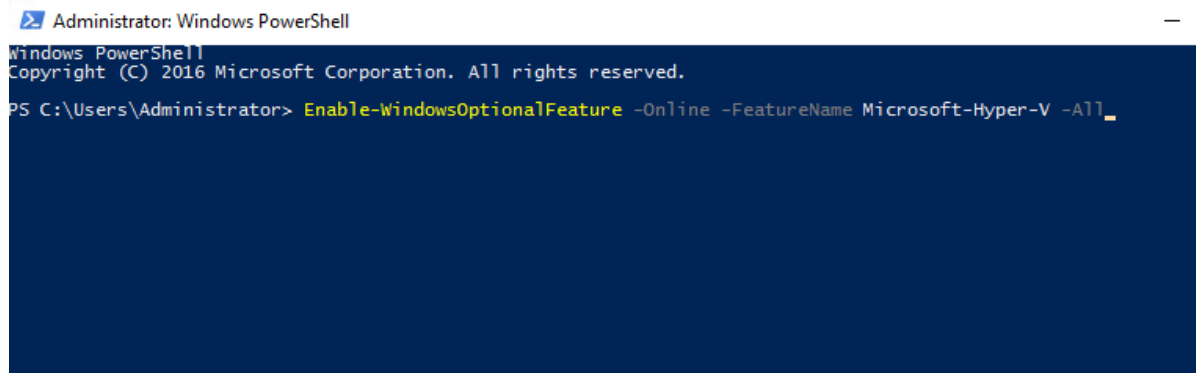 Administrator: Windows PowerShell
Windows PowerShell
Copyright (C) 2016 Microsoft Corporation. All rights reserved.
PS C:\Users\Administrator> Enable-WindowsOptionalFeature -Online -FeatureName Microsoft-Hyper-V -All